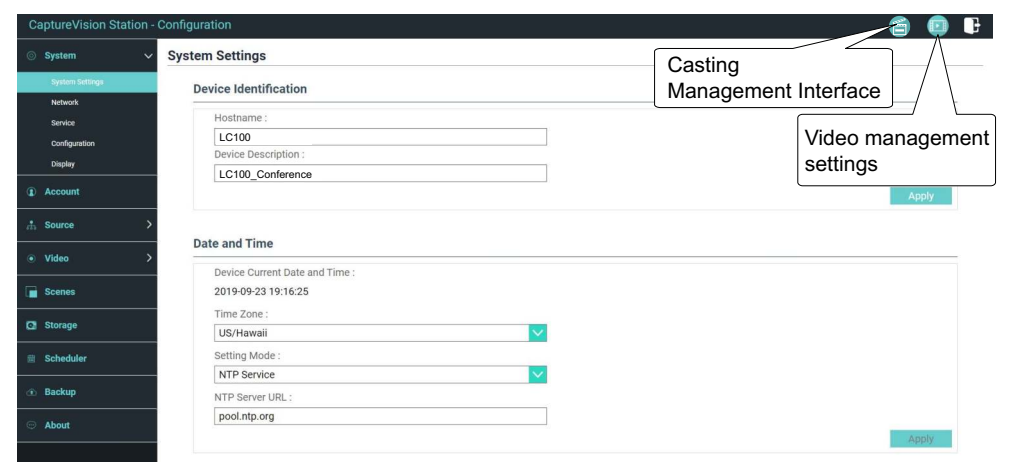 CaptureVision Station - Configuration
System
System Settings
Network
Service
Configuration
Display
Account
Source
Video
Scenes
Storage
Scheduler
Backup
About
System Settings
Casting
Management Interface
Video management
settings
Device Identification
Hostname :
LC100
Device Description :
LC100_Conference
Apply
Date and Time
Device Current Date and Time :
2019-09-23 19:16:25
Time Zone :
US/Hawaii
Setting Mode :
NTP Service
NTP Server URL :
pool.ntp.org
Apply